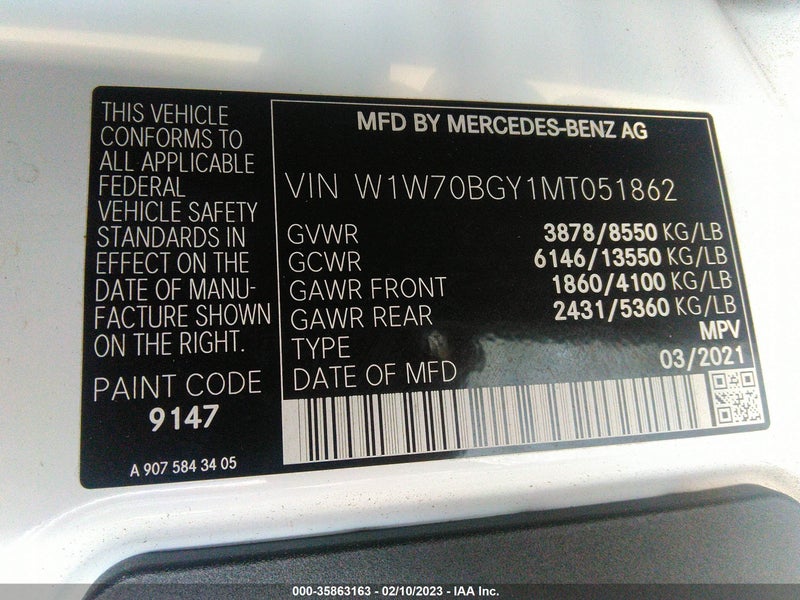 THIS VEHICLE
CONFORMS TO
ALL APPLICABLE
FEDERAL
VEHICLE SAFETY
STANDARDS IN
EFFECT ON THE
DATE OF MANU-
FACTURE SHOWN
ON THE RIGHT.
PAINT CODE
9147
A 907 584 34 05
MFD BY MERCEDES-BENZ AG
VIN W1W70BGY1MT051862
GVWR 3878/8550 KG/LB
GCWR 6146/13550 KG/LB
GAWR FRONT 1860/4100 KG/LB
GAWR REAR 2431/5360 KG/LB
TYPE MPV
DATE OF MFD 03/2021
000-35863163 - 02/10/2023 - IAA Inc.